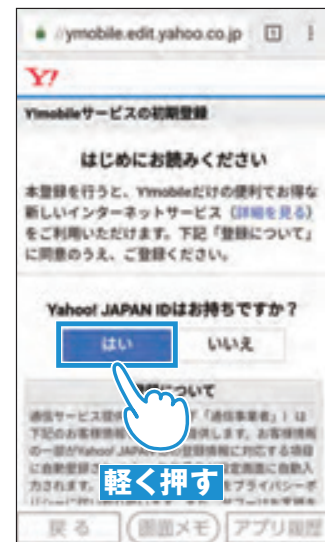 ymobile.edit.yahoo.co.jp
Y!
Y!mobileサービスの初期登録
はじめにお読みください
本登録を行うと、Y!mobileだけの便利でお得な
新しいインターネットサービス（詳細を見る）
をご利用いただけます。下記「登録について」
に同意のうえ、ご登録ください。
Yahoo! JAPAN IDはお持ちですか？
はい
いいえ
について
通信サービス提供 「通信事業者」）は
下記のお客様情報 供します。お客様情報
の一部がYahoo! JAPAN 登録情報に対応する項目
に自動登録 定画面に自動入
力されます。 をプライバシーポ
軽く押す
戻る
画面メモ
アプリ履歴